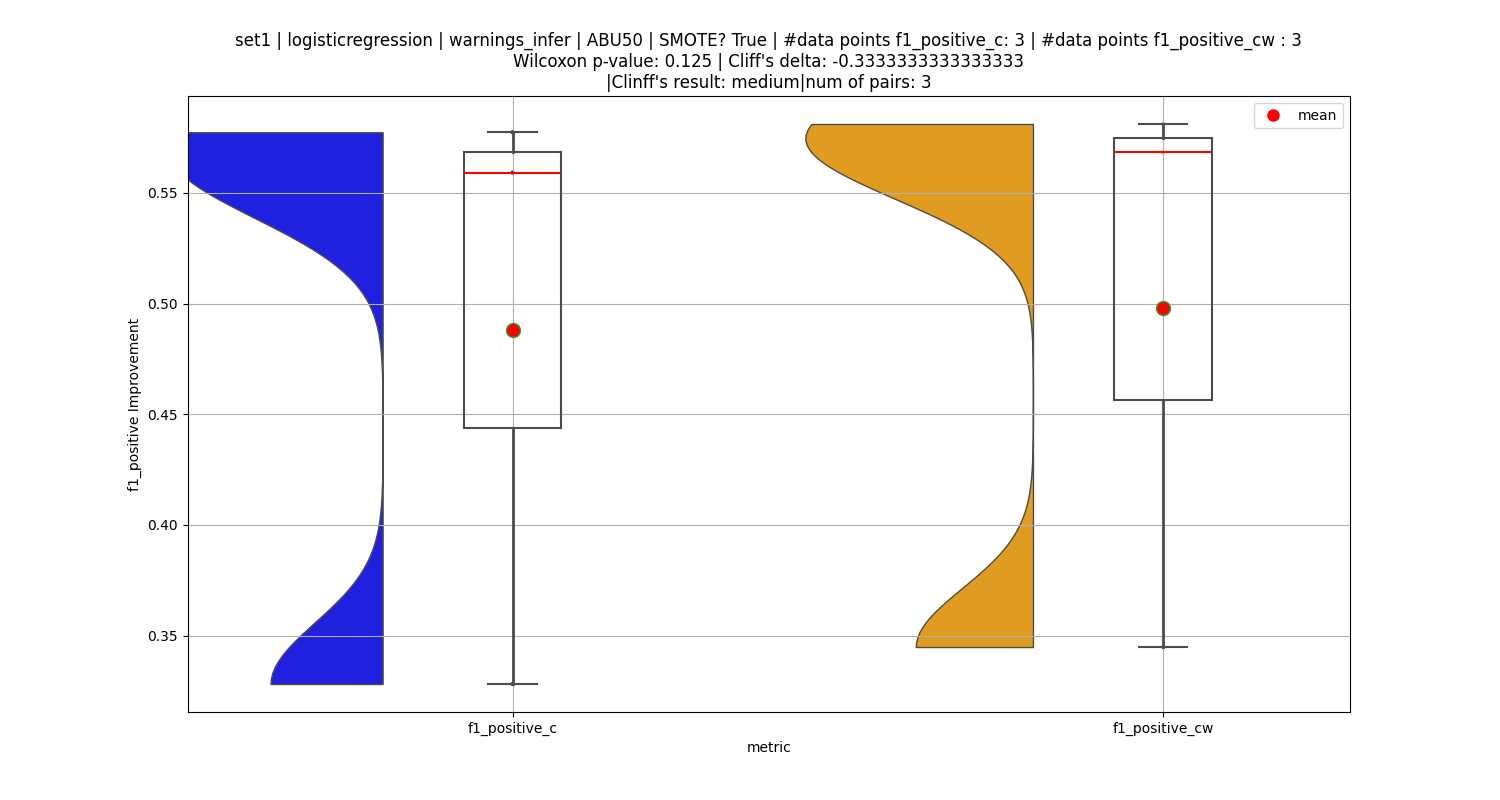 set1 | logisticregression | warnings_infer | ABU50 | SMOTE? True | #data points f1_positive_c: 3 | #data points f1_positive_cw : 3
Wilcoxon p-value: 0.125 | Cliff's delta: -0.3333333333333333
|Clinff's result: medium|num of pairs: 3
mean
f1_positive Improvement
0.55
0.50
0.45
0.40
0.35
f1_positive_c
f1_positive_cw
metric